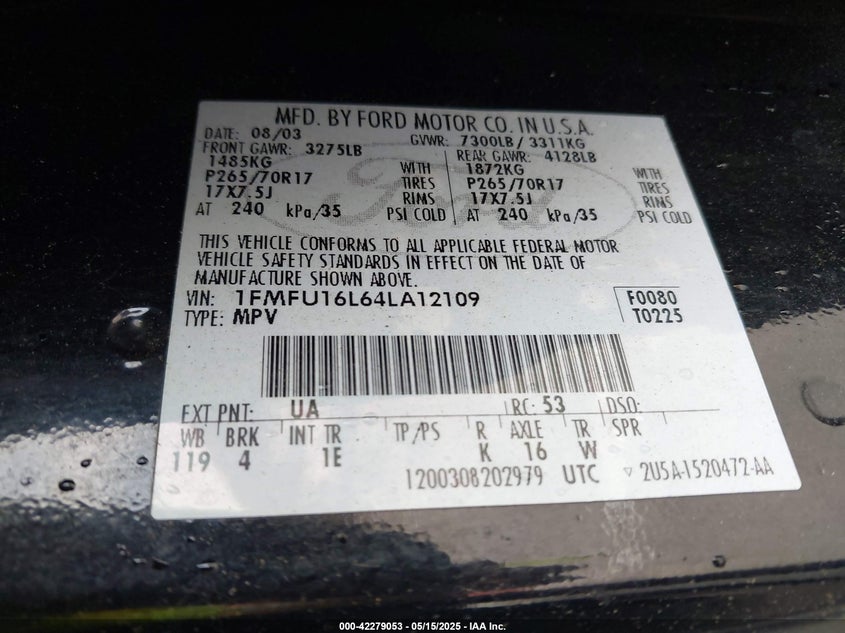 MFD. BY FORD MOTOR CO. IN U.S.A.
DATE: 08/03 GVWR: 7300LB / 3311KG
FRONT GAWR: 3275LB REAR GAWR: 4128LB
1485KG WITH 1872KG WITH
P265/70R17 TIRES P265/70R17 TIRES
17X7.5J RIMS 17X7.5J RIMS
AT 240 kPa/35 PSI COLD AT 240 kPa/35 PSI COLD
Ford
THIS VEHICLE CONFORMS TO ALL APPLICABLE FEDERAL MOTOR
VEHICLE SAFETY STANDARDS IN EFFECT ON THE DATE OF
MANUFACTURE SHOWN ABOVE.
VIN: 1FMFU16L64LA12109 F0080
TYPE: MPV T0225
EXT PNT: UA RC: 53 DSO:
WB BRK INT TR TP/PS R AXLE TR SPR
119 4 1E K 16 W
1200308202979 UTC ▽ 2U5A-1520472-AA
000-42279053 - 05/15/2025 - IAA Inc.